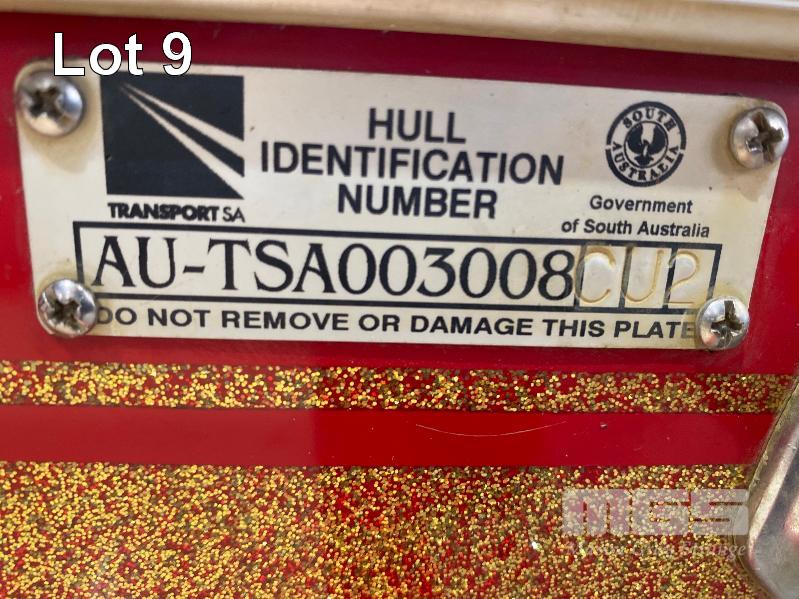 Lot 9
HULL
IDENTIFICATION
NUMBER
TRANSPORT SA
SOUTH AUSTRALIA
Government
of South Australia
AU-TSA003008CU2
DO NOT REMOVE OR DAMAGE THIS PLATE
MGS